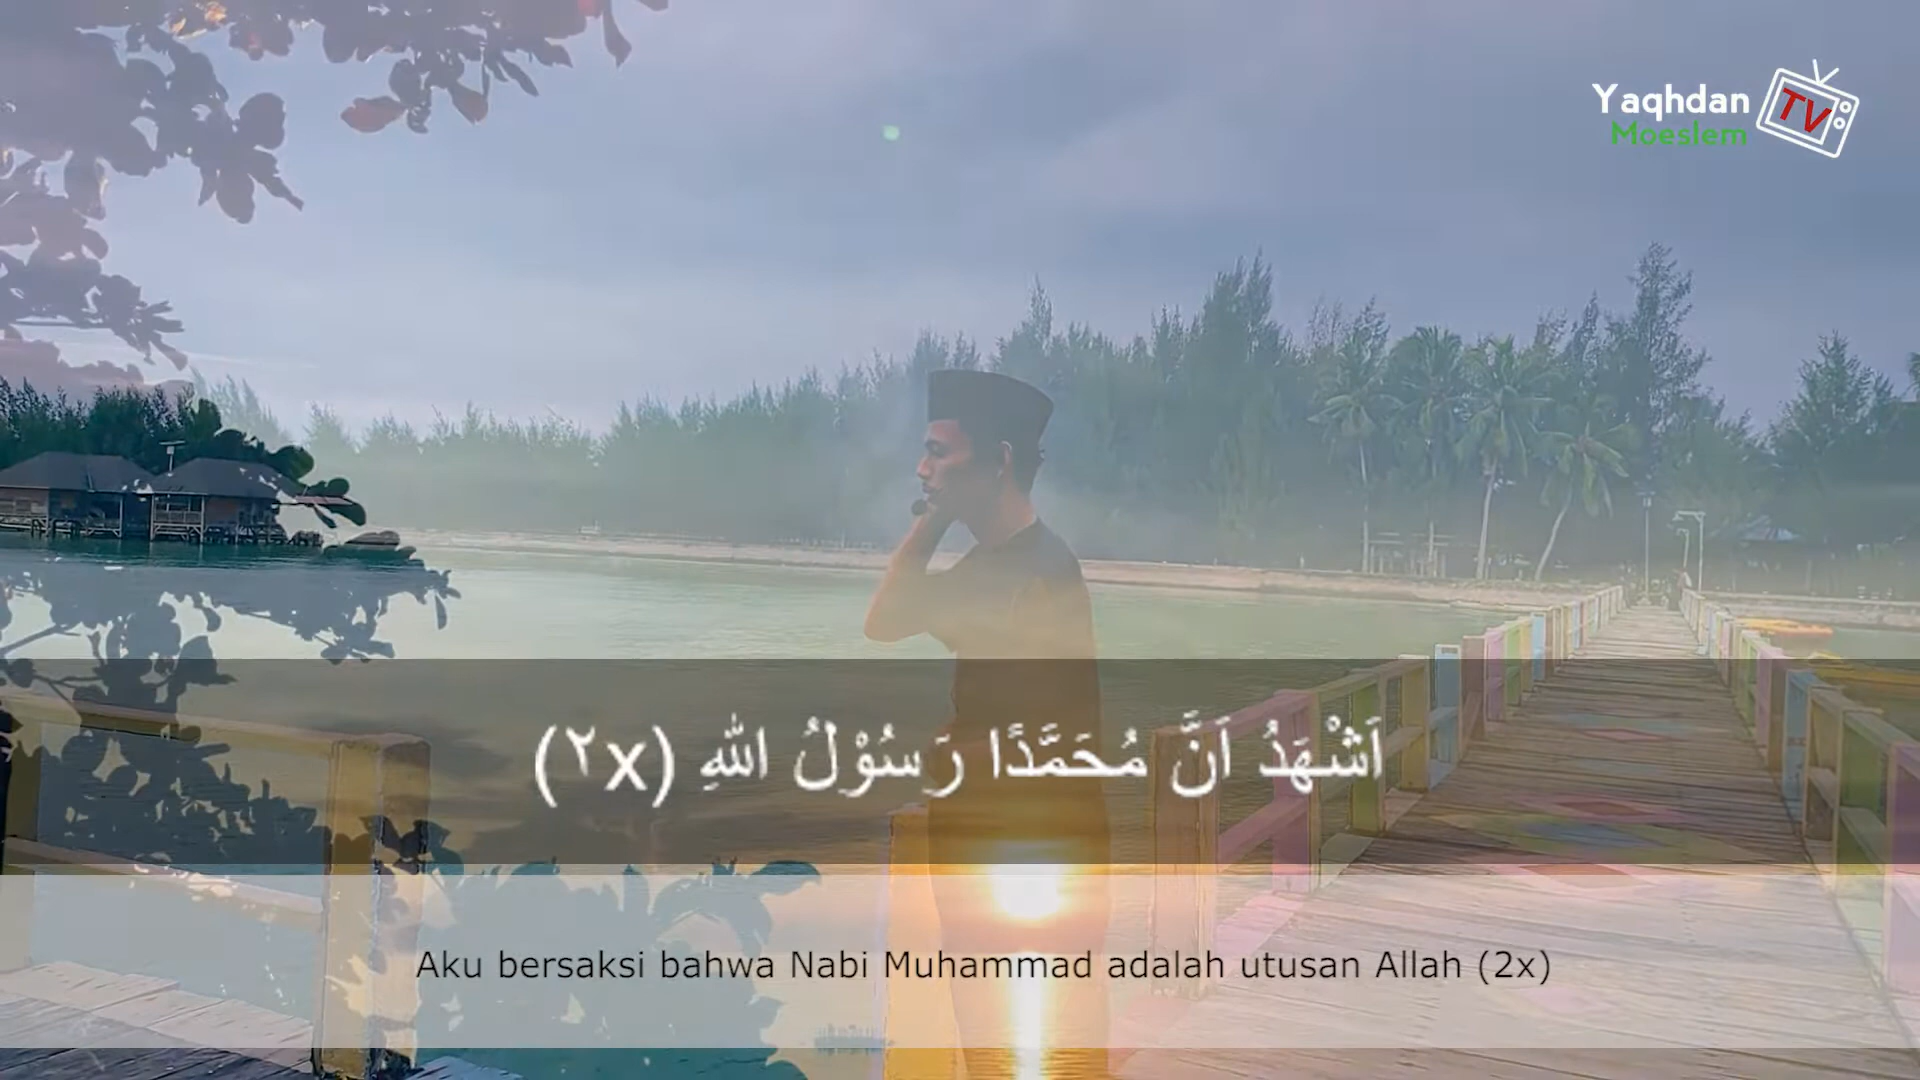 Yaqhdan
Moeslem
TV
اَشْهَدُ اَنَّ مُحَمَّدًا رَسُوْلُ اللهِ (٢x)
Aku bersaksi bahwa Nabi Muhammad adalah utusan Allah (2x)